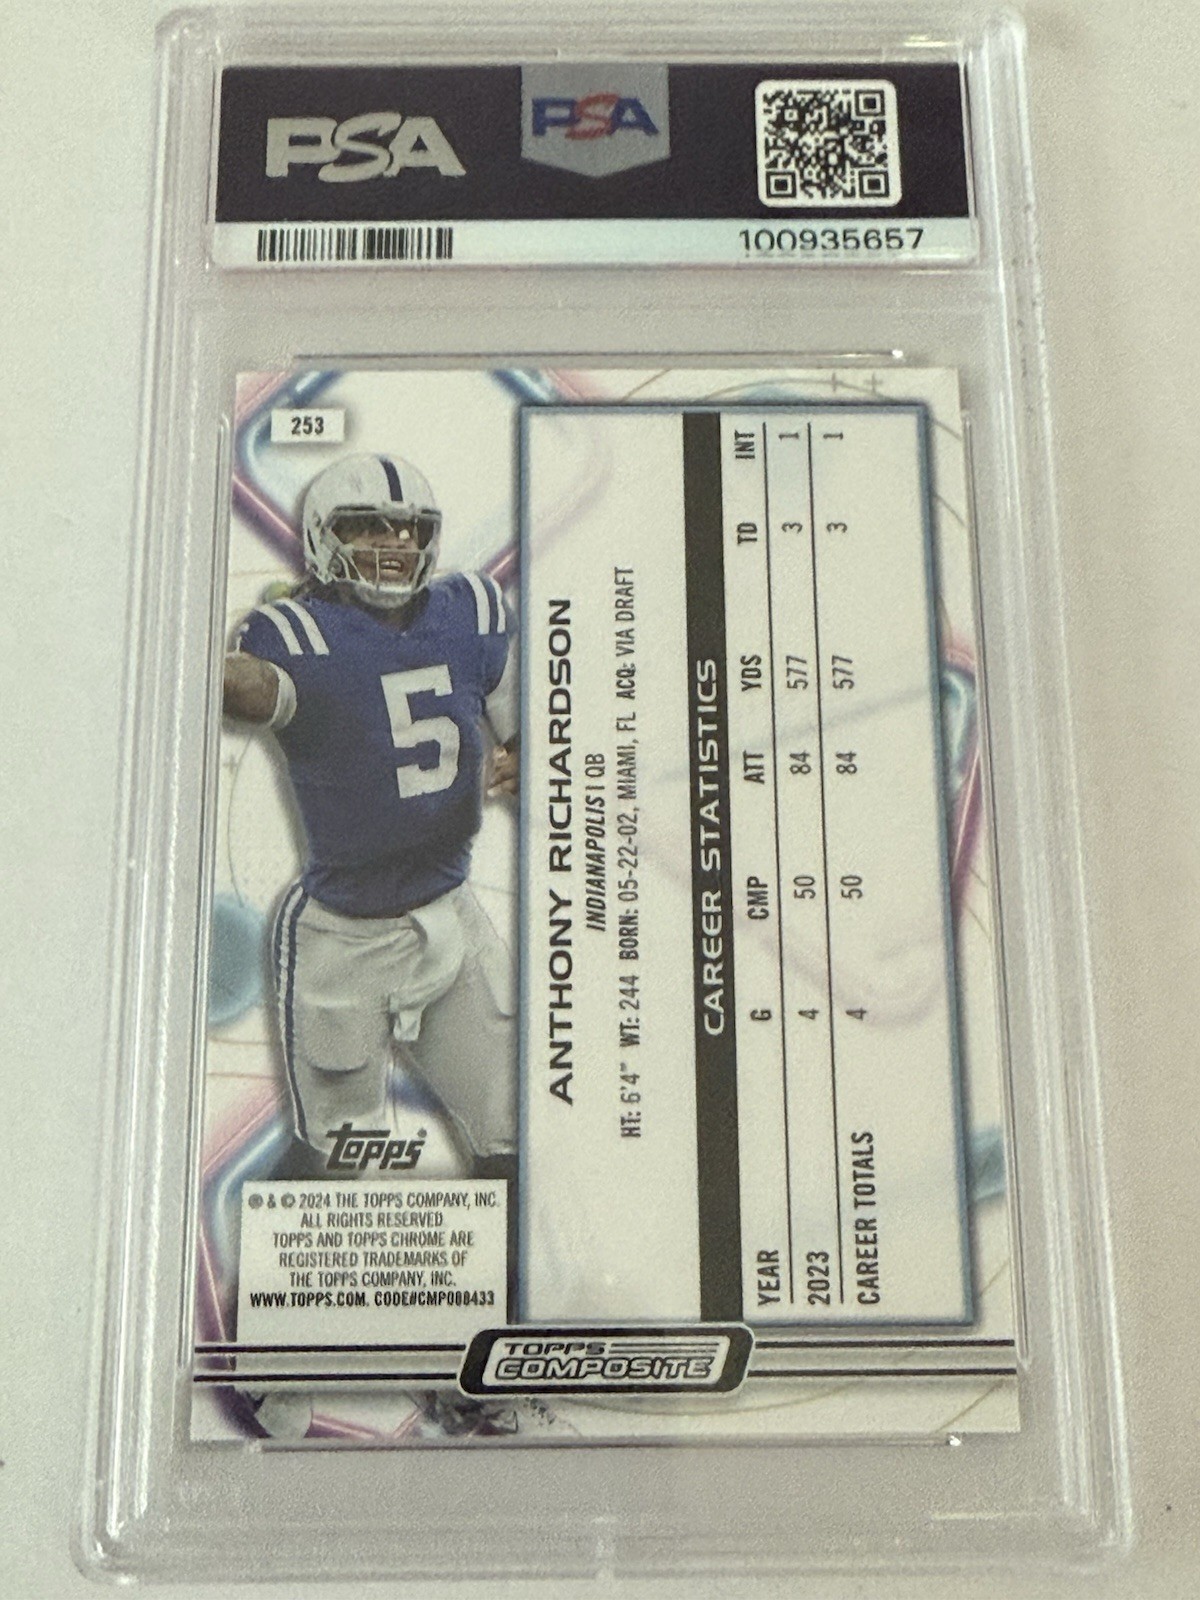 PSA
PSA
100935657
253
5
ANTHONY RICHARDSON
INDIANAPOLIS | QB
HT: 6'4" WT: 244 BORN: 05-22-02, MIAMI, FL ACQ: VIA DRAFT
CAREER STATISTICS
YEAR G CMP ATT YDS TD INT
2023 4 50 84 577 3 1
CAREER TOTALS 4 50 84 577 3 1
Topps®
® & © 2024 THE TOPPS COMPANY, INC.
ALL RIGHTS RESERVED.
TOPPS AND TOPPS CHROME ARE
REGISTERED TRADEMARKS OF
THE TOPPS COMPANY, INC.
WWW.TOPPS.COM. CODE#CMP088433
TOPPS
COMPOSITE